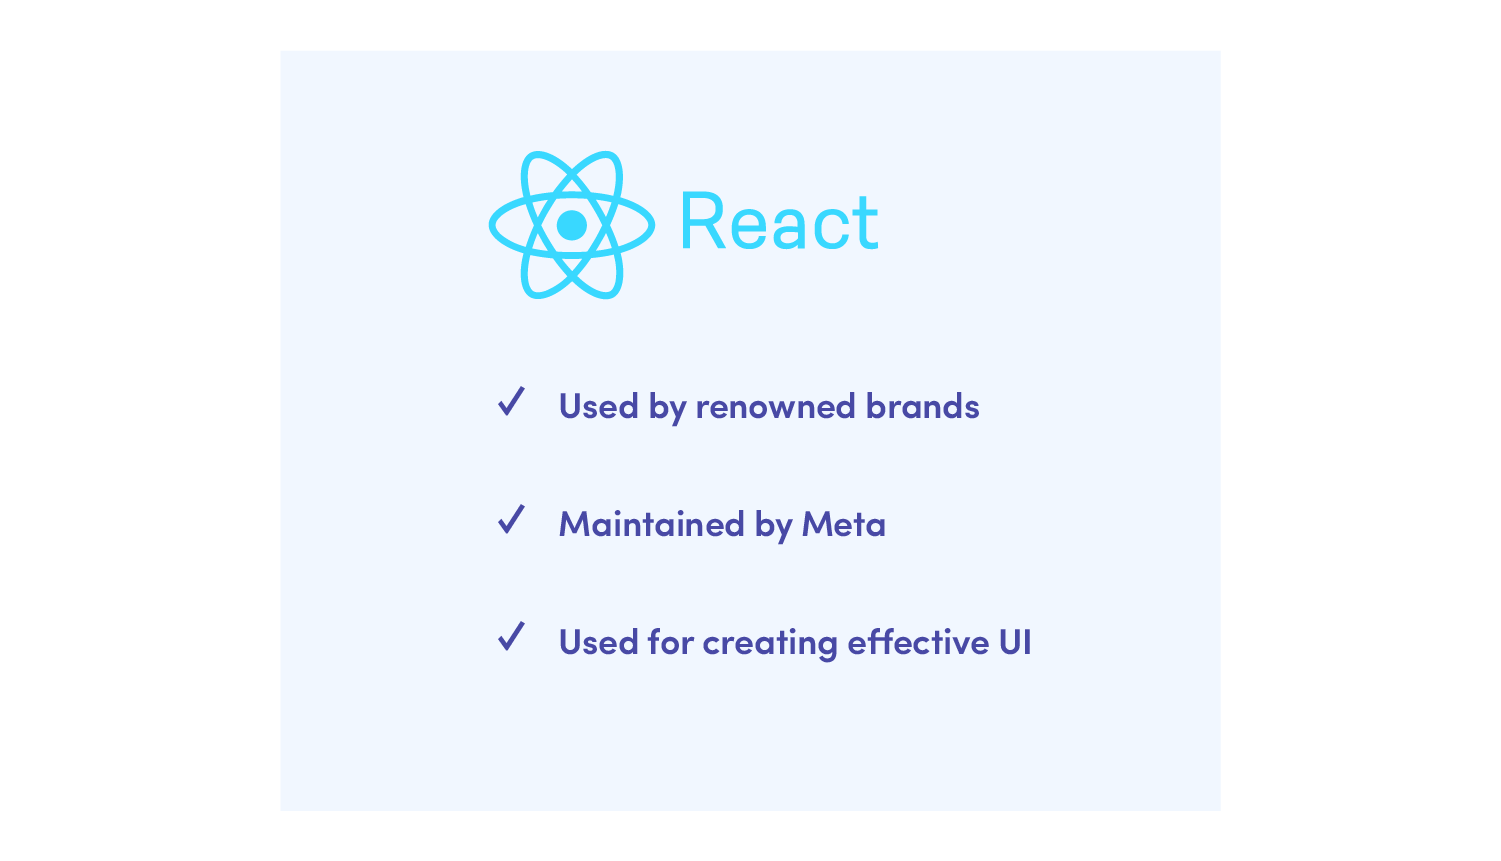 React
Used by renowned brands
Maintained by Meta
Used for creating effective UI